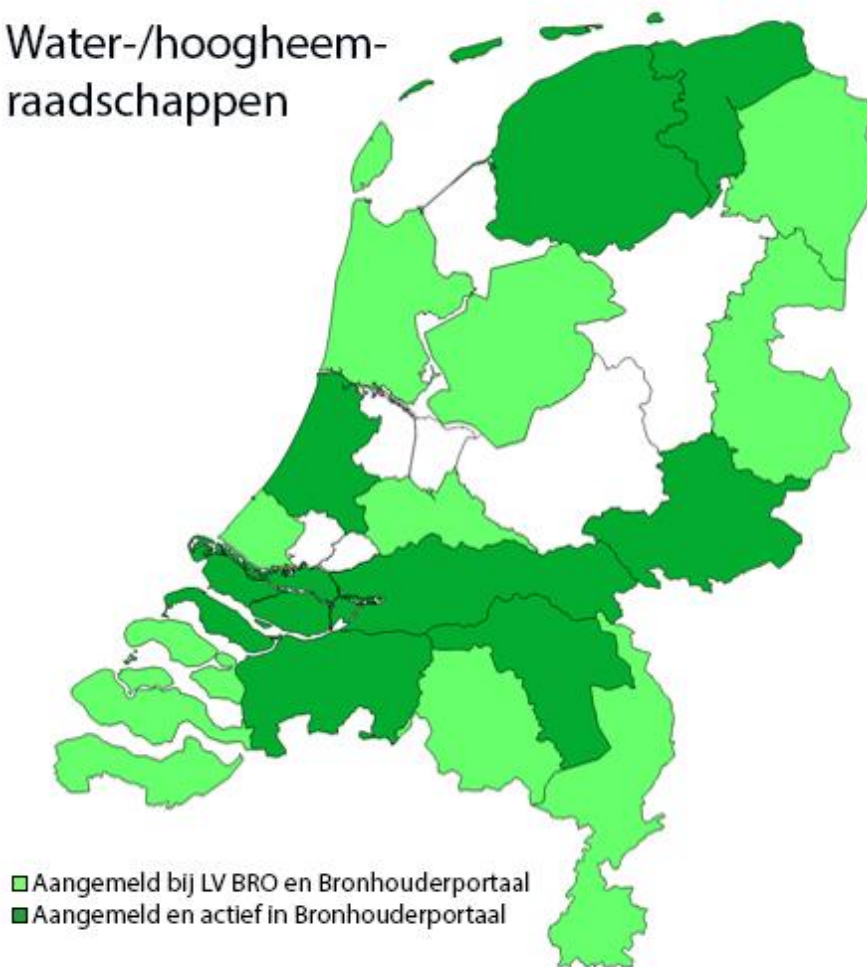 Water-/hoogheem-
raadschappen
Aangemeld bij LV BRO en Bronhouderportaal
Aangemeld en actief in Bronhouderportaal